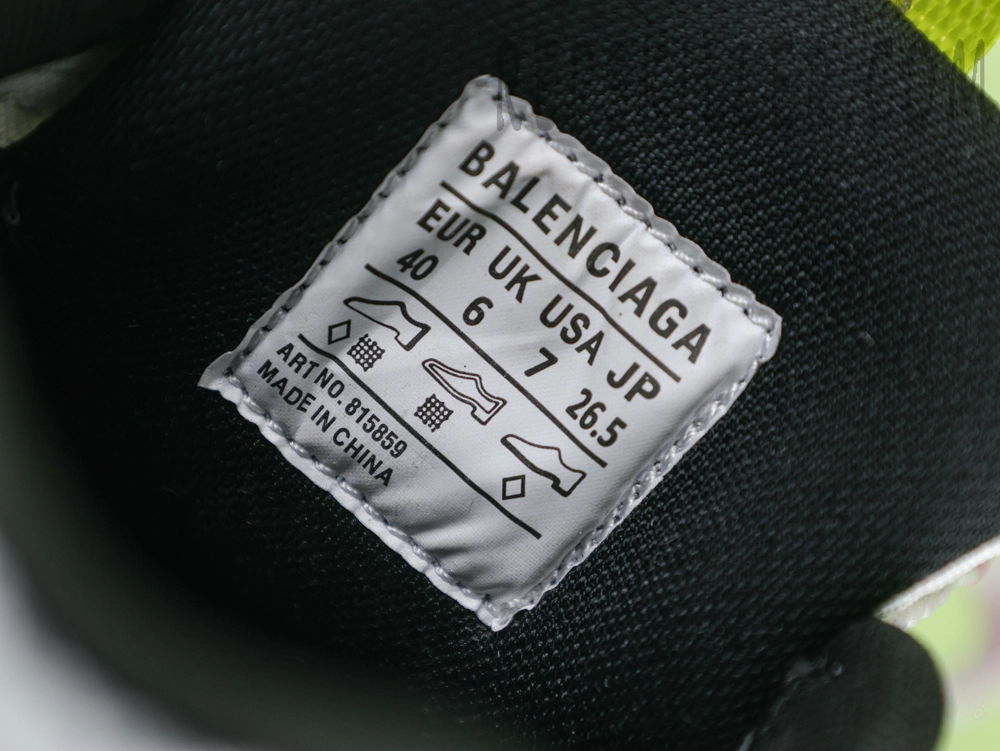 BALENCIAGA
EUR UK USA JP
40 6 7 26.5
ART NO. 815859
MADE IN CHINA